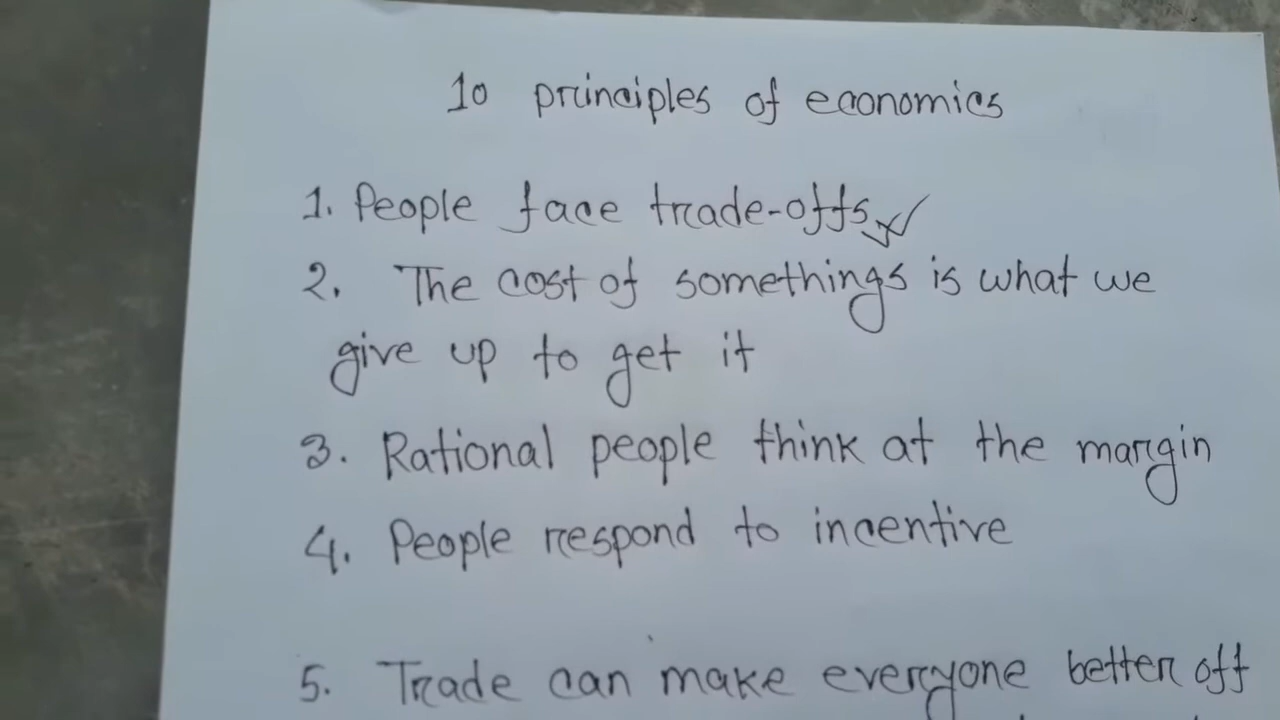 10 principles of economics
1. People face trade-offs
2. The cost of somethings is what we
give up to get it
3. Rational people think at the margin
4. People respond to incentive
5. Trade can make everyone better off